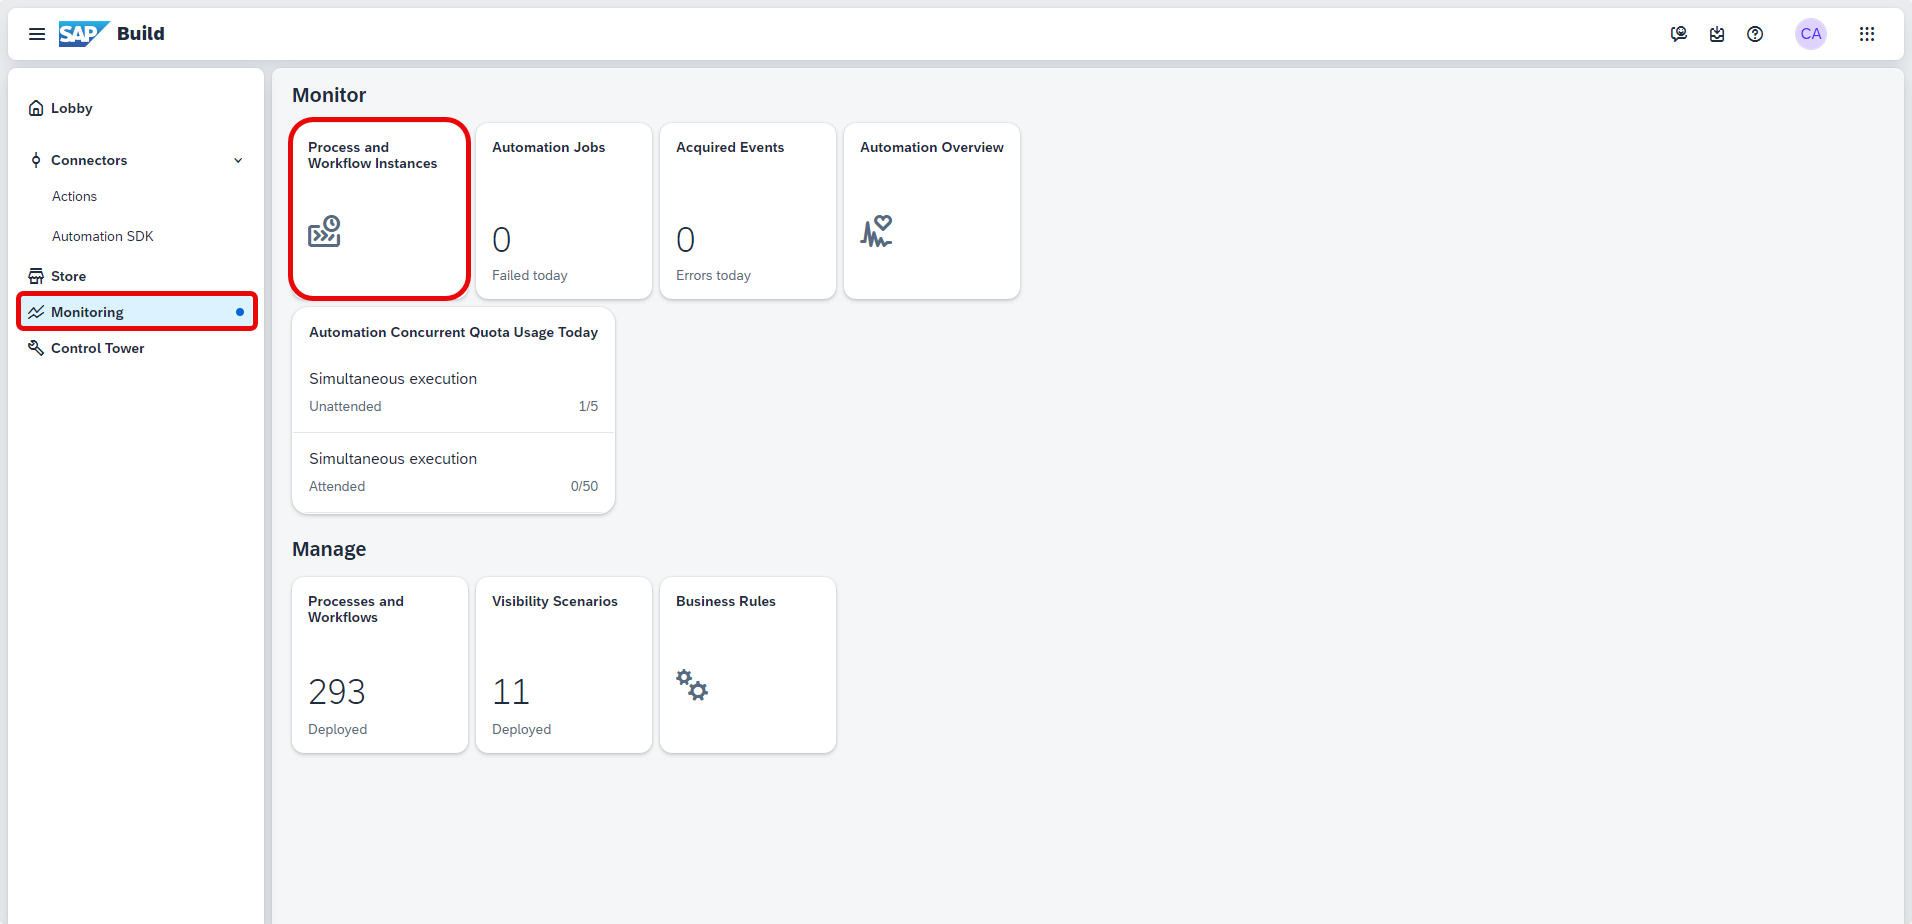 SAP Build
CA
Lobby
Connectors
Actions
Automation SDK
Store
Monitoring
Control Tower
Monitor
Process and
Workflow Instances
Automation Jobs
0
Failed today
Acquired Events
0
Errors today
Automation Overview
Automation Concurrent Quota Usage Today
Simultaneous execution
Unattended 1/5
Simultaneous execution
Attended 0/50
Manage
Processes and
Workflows
293
Deployed
Visibility Scenarios
11
Deployed
Business Rules